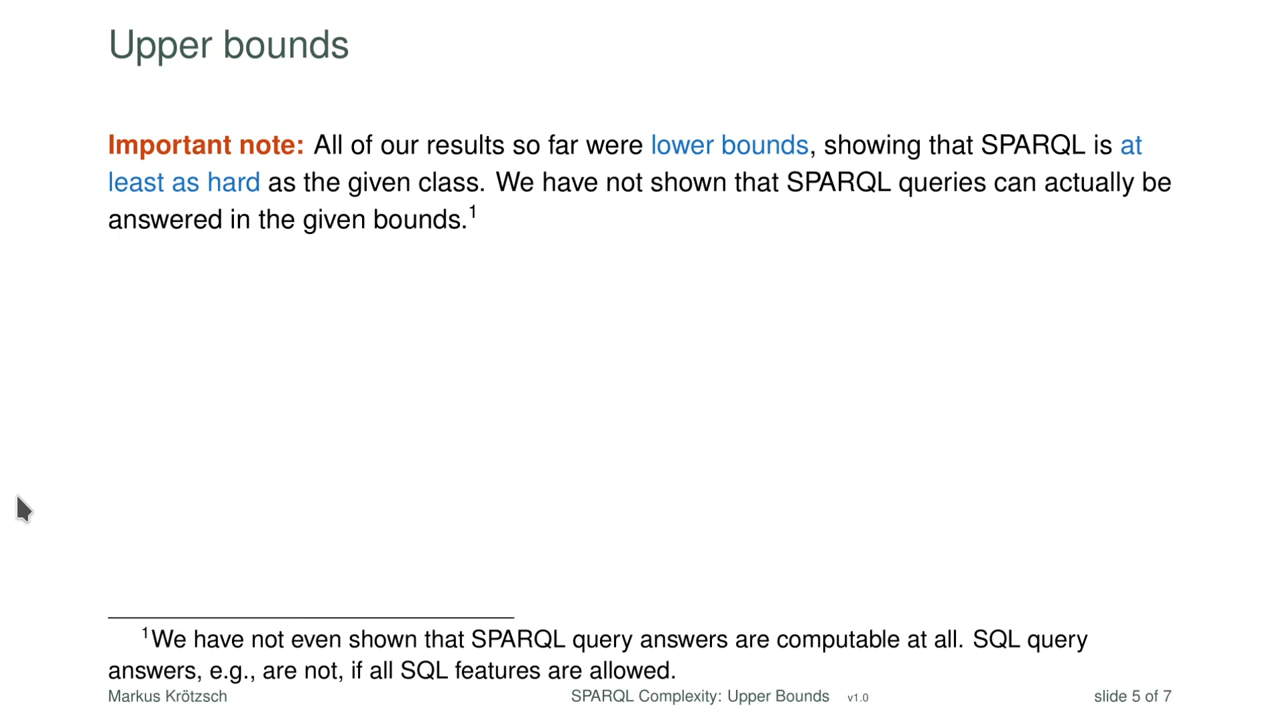 Upper bounds
Important note: All of our results so far were lower bounds, showing that SPARQL is at
least as hard as the given class. We have not shown that SPARQL queries can actually be
answered in the given bounds.¹
¹We have not even shown that SPARQL query answers are computable at all. SQL query
answers, e.g., are not, if all SQL features are allowed.
Markus Krötzsch SPARQL Complexity: Upper Bounds v1.0 slide 5 of 7